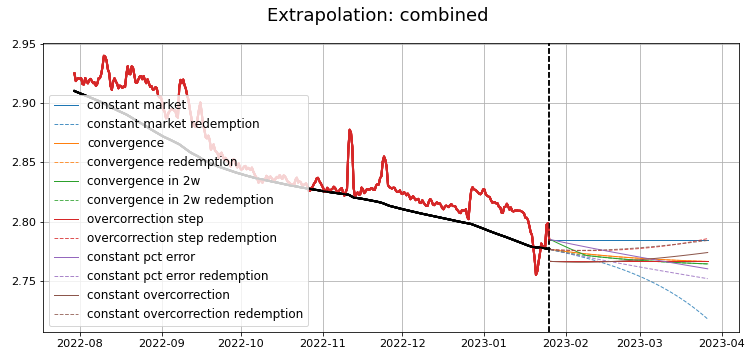 Extrapolation: combined
2.95
2.90
2.85
2.80
2.75
constant market
constant market redemption
convergence
convergence redemption
convergence in 2w
convergence in 2w redemption
overcorrection step
overcorrection step redemption
constant pct error
constant pct error redemption
constant overcorrection
constant overcorrection redemption
2022-08 2022-09 2022-10 2022-11 2022-12 2023-01 2023-02 2023-03 2023-04